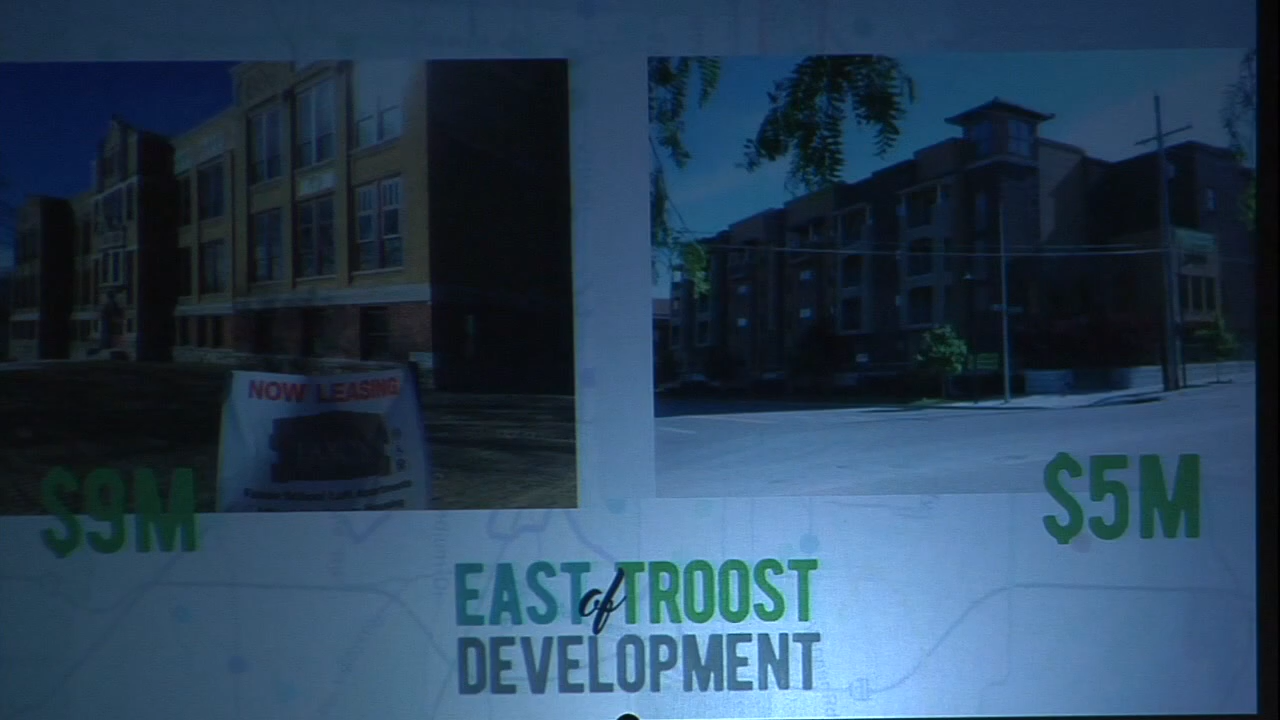 NOW LEASING
$9M
$5M
EAST of TROOST
DEVELOPMENT